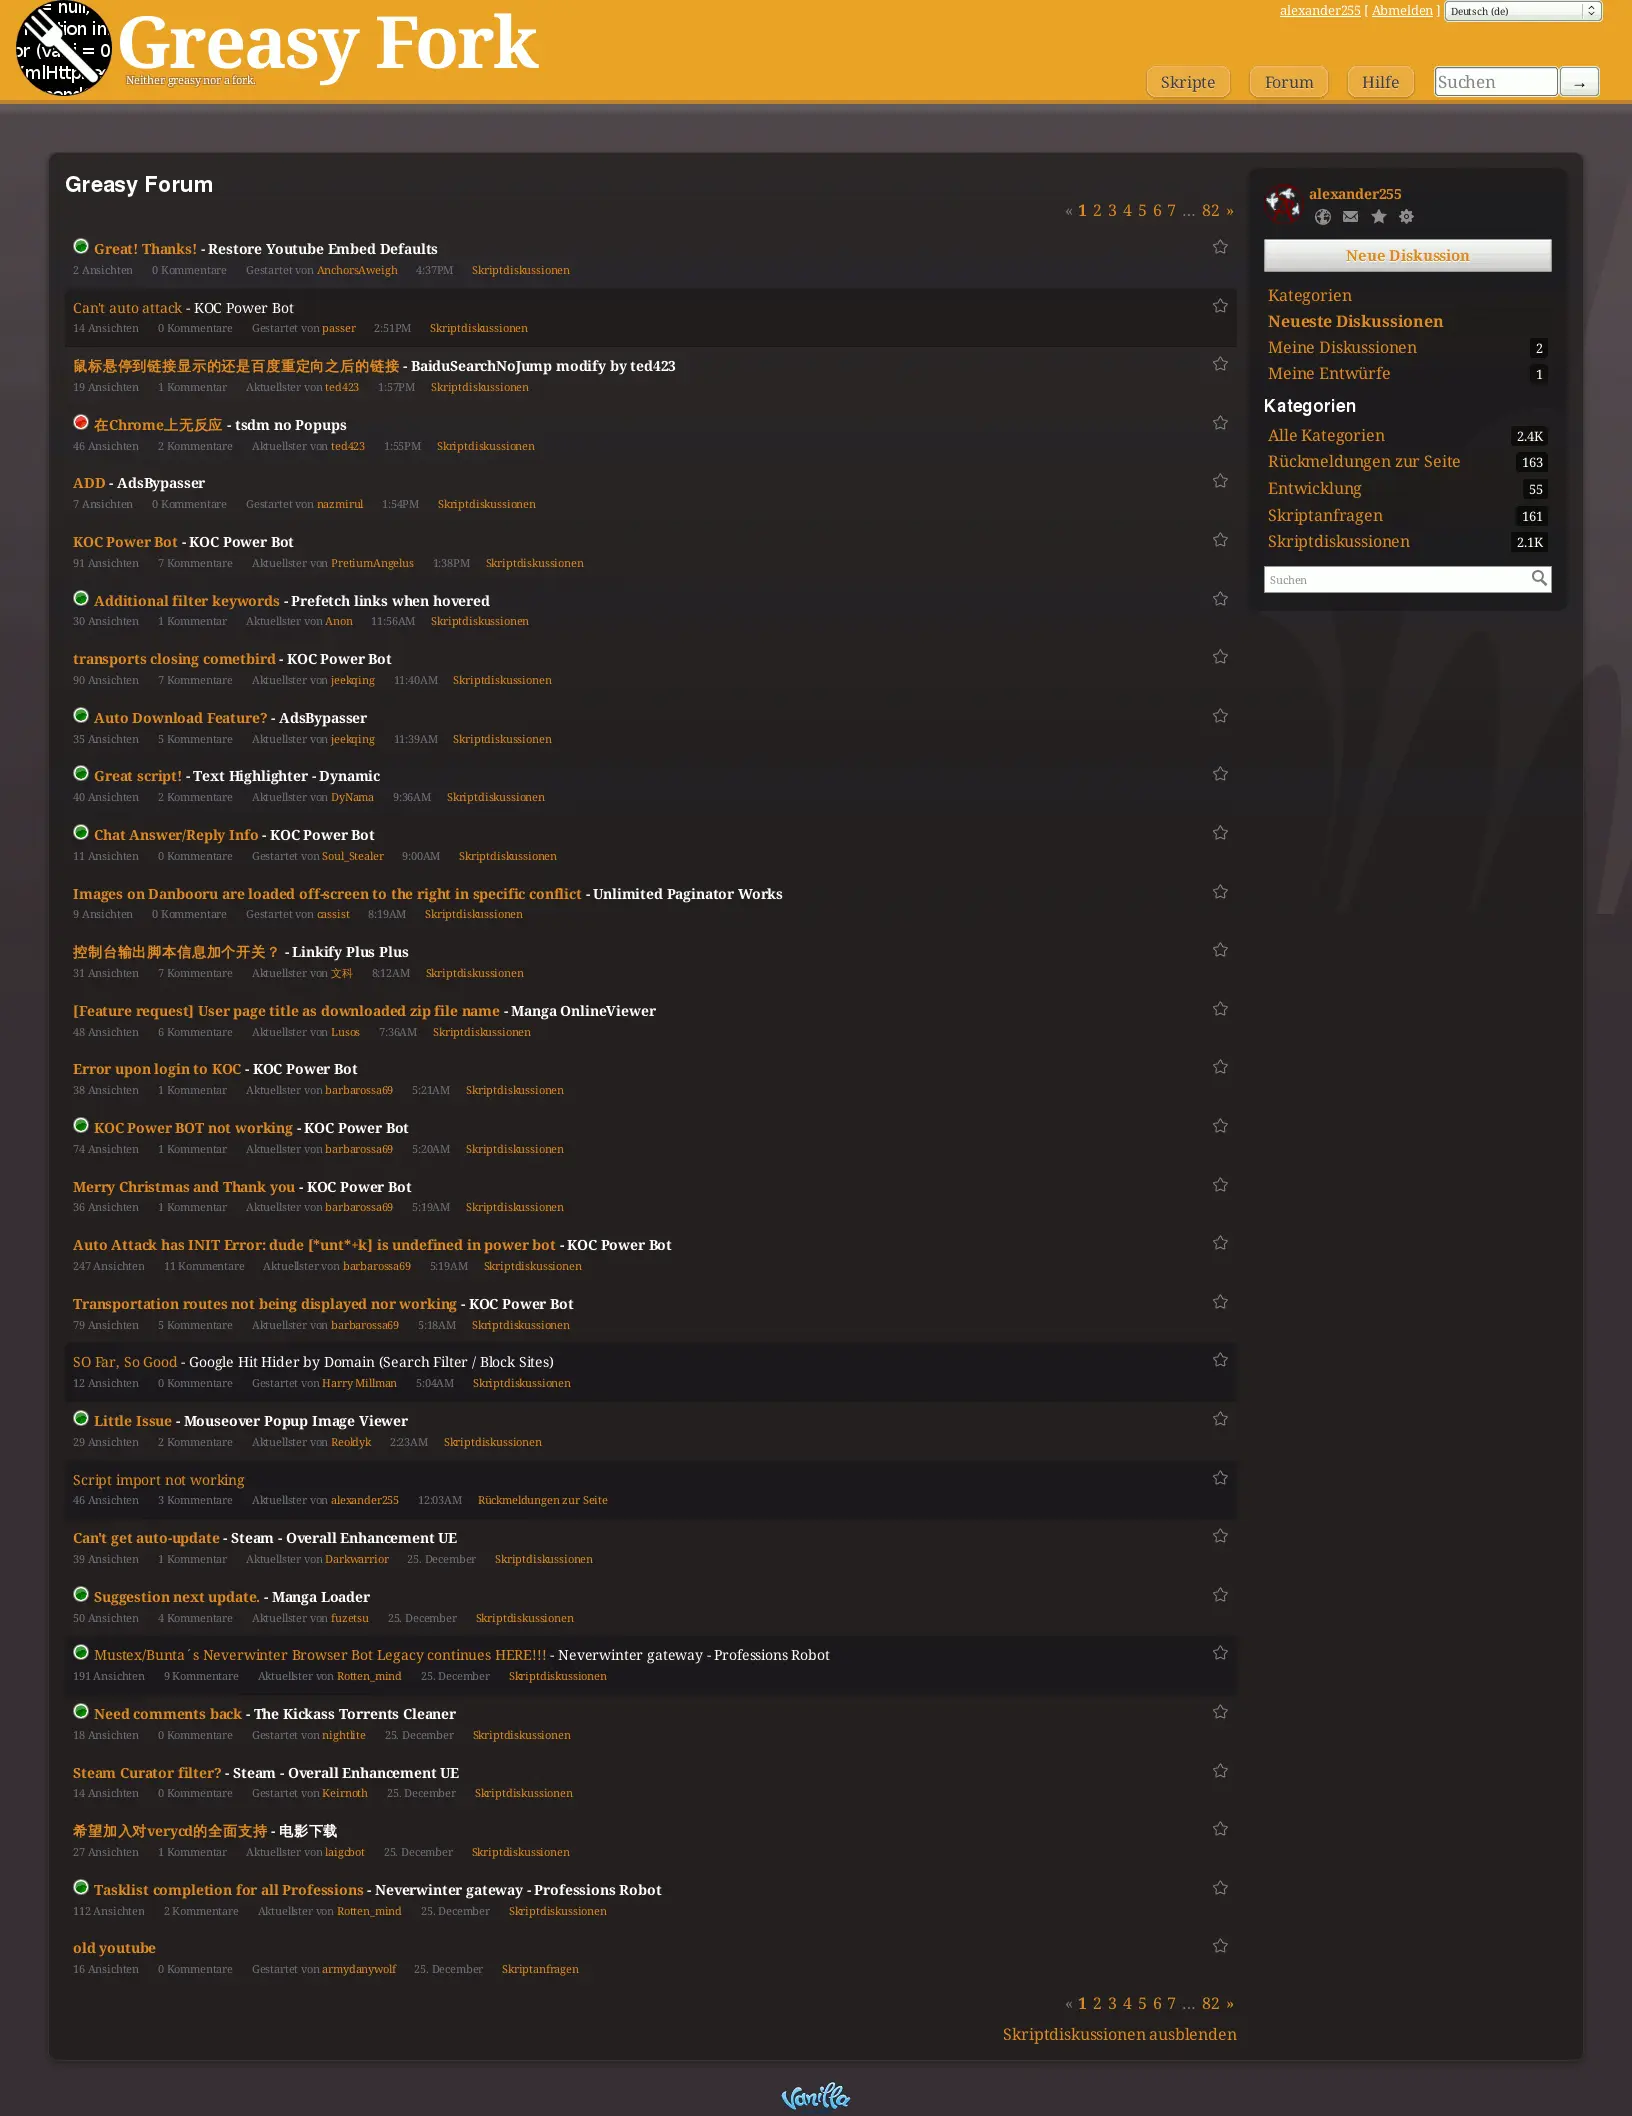 Greasy Fork
Neither greasy nor a fork.
alexander255 [ Abmelden ] Deutsch (de)
Skripte Forum Hilfe Suchen →
Greasy Forum
« 1 2 3 4 5 6 7 … 82 »
Great! Thanks! - Restore Youtube Embed Defaults
2 Ansichten 0 Kommentare Gestartet von AnchorsAweigh 4:37PM Skriptdiskussionen
Can't auto attack - KOC Power Bot
14 Ansichten 0 Kommentare Gestartet von passer 2:51PM Skriptdiskussionen
鼠标悬停到链接显示的还是百度重定向之后的链接 - BaiduSearchNoJump modify by ted423
19 Ansichten 1 Kommentar Aktuellster von ted423 1:57PM Skriptdiskussionen
在Chrome上无反应 - tsdm no Popups
46 Ansichten 2 Kommentare Aktuellster von ted423 1:55PM Skriptdiskussionen
ADD - AdsBypasser
7 Ansichten 0 Kommentare Gestartet von nazmirul 1:54PM Skriptdiskussionen
KOC Power Bot - KOC Power Bot
91 Ansichten 7 Kommentare Aktuellster von PretiumAngelus 1:38PM Skriptdiskussionen
Additional filter keywords - Prefetch links when hovered
30 Ansichten 1 Kommentar Aktuellster von Anon 11:56AM Skriptdiskussionen
transports closing cometbird - KOC Power Bot
90 Ansichten 7 Kommentare Aktuellster von jeekqing 11:40AM Skriptdiskussionen
Auto Download Feature? - AdsBypasser
35 Ansichten 5 Kommentare Aktuellster von jeekqing 11:39AM Skriptdiskussionen
Great script! - Text Highlighter - Dynamic
40 Ansichten 2 Kommentare Aktuellster von DyNama 9:36AM Skriptdiskussionen
Chat Answer/Reply Info - KOC Power Bot
11 Ansichten 0 Kommentare Gestartet von Soul_Stealer 9:00AM Skriptdiskussionen
Images on Danbooru are loaded off-screen to the right in specific conflict - Unlimited Paginator Works
9 Ansichten 0 Kommentare Gestartet von cassist 8:19AM Skriptdiskussionen
控制台输出脚本信息加个开关？ - Linkify Plus Plus
31 Ansichten 7 Kommentare Aktuellster von 文科 8:12AM Skriptdiskussionen
[Feature request] User page title as downloaded zip file name - Manga OnlineViewer
48 Ansichten 6 Kommentare Aktuellster von Lusos 7:36AM Skriptdiskussionen
Error upon login to KOC - KOC Power Bot
38 Ansichten 1 Kommentar Aktuellster von barbarossa69 5:21AM Skriptdiskussionen
KOC Power BOT not working - KOC Power Bot
74 Ansichten 1 Kommentar Aktuellster von barbarossa69 5:20AM Skriptdiskussionen
Merry Christmas and Thank you - KOC Power Bot
36 Ansichten 1 Kommentar Aktuellster von barbarossa69 5:19AM Skriptdiskussionen
Auto Attack has INIT Error: dude [*unt*+k] is undefined in power bot - KOC Power Bot
247 Ansichten 11 Kommentare Aktuellster von barbarossa69 5:19AM Skriptdiskussionen
Transportation routes not being displayed nor working - KOC Power Bot
79 Ansichten 5 Kommentare Aktuellster von barbarossa69 5:18AM Skriptdiskussionen
SO Far, So Good - Google Hit Hider by Domain (Search Filter / Block Sites)
12 Ansichten 0 Kommentare Gestartet von Harry Millman 5:04AM Skriptdiskussionen
Little Issue - Mouseover Popup Image Viewer
29 Ansichten 2 Kommentare Aktuellster von Reoldyk 2:23AM Skriptdiskussionen
Script import not working
46 Ansichten 3 Kommentare Aktuellster von alexander255 12:03AM Rückmeldungen zur Seite
Can't get auto-update - Steam - Overall Enhancement UE
39 Ansichten 1 Kommentar Aktuellster von Darkwarrior 25. December Skriptdiskussionen
Suggestion next update. - Manga Loader
50 Ansichten 4 Kommentare Aktuellster von fuzetsu 25. December Skriptdiskussionen
Mustex/Bunta´s Neverwinter Browser Bot Legacy continues HERE!!! - Neverwinter gateway - Professions Robot
191 Ansichten 9 Kommentare Aktuellster von Rotten_mind 25. December Skriptdiskussionen
Need comments back - The Kickass Torrents Cleaner
18 Ansichten 0 Kommentare Gestartet von nightlite 25. December Skriptdiskussionen
Steam Curator filter? - Steam - Overall Enhancement UE
14 Ansichten 0 Kommentare Gestartet von Keirnoth 25. December Skriptdiskussionen
希望加入对verycd的全面支持 - 电影下载
27 Ansichten 1 Kommentar Aktuellster von laigcbot 25. December Skriptdiskussionen
Tasklist completion for all Professions - Neverwinter gateway - Professions Robot
112 Ansichten 2 Kommentare Aktuellster von Rotten_mind 25. December Skriptdiskussionen
old youtube
16 Ansichten 0 Kommentare Gestartet von armydanywolf 25. December Skriptanfragen
« 1 2 3 4 5 6 7 … 82 »
Skriptdiskussionen ausblenden
alexander255
Neue Diskussion
Kategorien
Neueste Diskussionen
Meine Diskussionen 2
Meine Entwürfe 1
Kategorien
Alle Kategorien 2.4K
Rückmeldungen zur Seite 163
Entwicklung 55
Skriptanfragen 161
Skriptdiskussionen 2.1K
Suchen
Vanilla